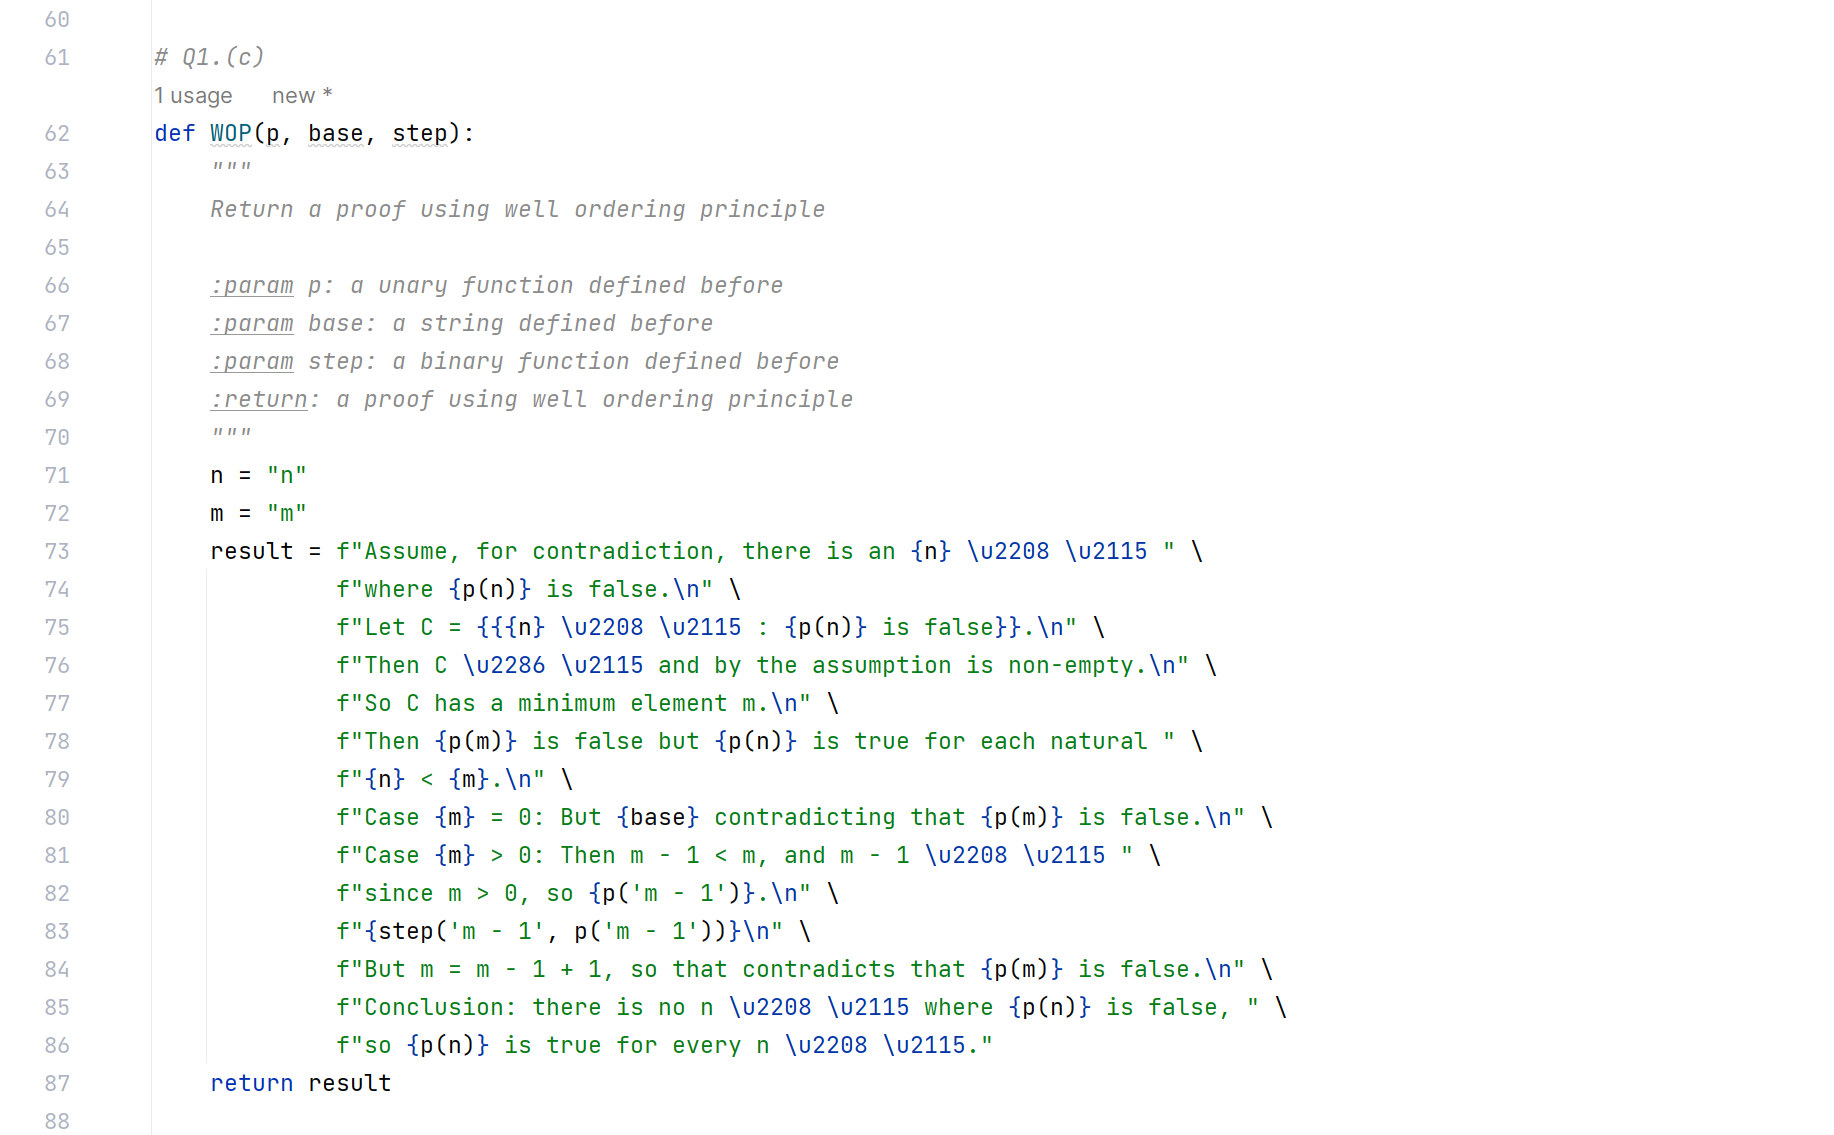 60
61 # Q1.(c)
1 usage new *
62 def WOP(p, base, step):
63 """
64 Return a proof using well ordering principle
65
66 :param p: a unary function defined before
67 :param base: a string defined before
68 :param step: a binary function defined before
69 :return: a proof using well ordering principle
70 """
71 n = "n"
72 m = "m"
73 result = f"Assume, for contradiction, there is an {n} \u2208 \u2115 " \
74 f"where {p(n)} is false.\n" \
75 f"Let C = {{{n} \u2208 \u2115 : {p(n)} is false}}.\n" \
76 f"Then C \u2286 \u2115 and by the assumption is non-empty.\n" \
77 f"So C has a minimum element m.\n" \
78 f"Then {p(m)} is false but {p(n)} is true for each natural " \
79 f"{n} < {m}.\n" \
80 f"Case {m} = 0: But {base} contradicting that {p(m)} is false.\n" \
81 f"Case {m} > 0: Then m - 1 < m, and m - 1 \u2208 \u2115 " \
82 f"since m > 0, so {p('m - 1')}.\n" \
83 f"{step('m - 1', p('m - 1'))}\n" \
84 f"But m = m - 1 + 1, so that contradicts that {p(m)} is false.\n" \
85 f"Conclusion: there is no n \u2208 \u2115 where {p(n)} is false, " \
86 f"so {p(n)} is true for every n \u2208 \u2115."
87 return result
88